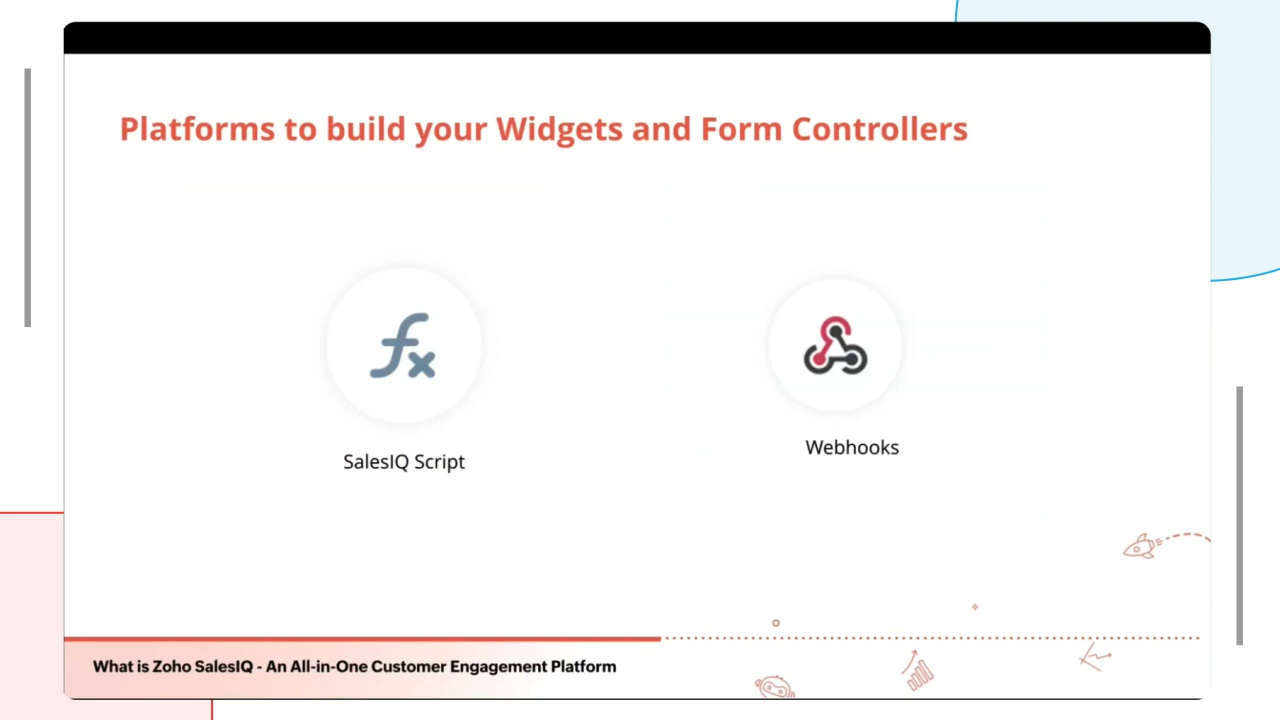 Platforms to build your Widgets and Form Controllers
fx
SalesIQ Script
Webhooks
What is Zoho SalesIQ - An All-in-One Customer Engagement Platform